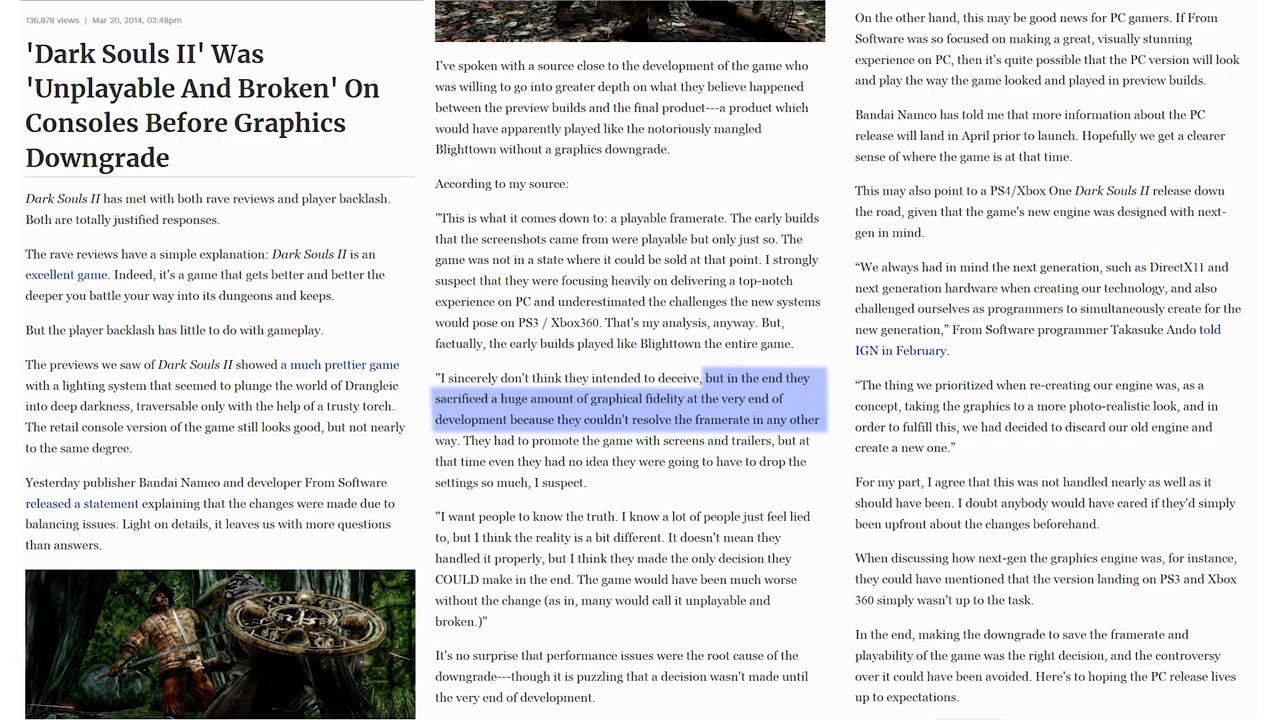 136,878 views | Mar 20, 2014, 03:48pm
'Dark Souls II' Was
'Unplayable And Broken' On
Consoles Before Graphics
Downgrade
Dark Souls II has met with both rave reviews and player backlash.
Both are totally justified responses.
The rave reviews have a simple explanation: Dark Souls II is an
excellent game. Indeed, it's a game that gets better and better the
deeper you battle your way into its dungeons and keeps.
But the player backlash has little to do with gameplay.
The previews we saw of Dark Souls II showed a much prettier game
with a lighting system that seemed to plunge the world of Drangleic
into deep darkness, traversable only with the help of a trusty torch.
The retail console version of the game still looks good, but not nearly
to the same degree.
Yesterday publisher Bandai Namco and developer From Software
released a statement explaining that the changes were made due to
balancing issues. Light on details, it leaves us with more questions
than answers.
I've spoken with a source close to the development of the game who
was willing to go into greater depth on what they believe happened
between the preview builds and the final product---a product which
would have apparently played like the notoriously mangled
Blighttown without a graphics downgrade.
According to my source:
"This is what it comes down to: a playable framerate. The early builds
that the screenshots came from were playable but only just so. The
game was not in a state where it could be sold at that point. I strongly
suspect that they were focusing heavily on delivering a top-notch
experience on PC and underestimated the challenges the new systems
would pose on PS3 / Xbox360. That's my analysis, anyway. But,
factually, the early builds played like Blighttown the entire game.
"I sincerely don't think they intended to deceive, but in the end they
sacrificed a huge amount of graphical fidelity at the very end of
development because they couldn't resolve the framerate in any other
way. They had to promote the game with screens and trailers, but at
that time even they had no idea they were going to have to drop the
settings so much, I suspect.
"I want people to know the truth. I know a lot of people just feel lied
to, but I think the reality is a bit different. It doesn't mean they
handled it properly, but I think they made the only decision they
COULD make in the end. The game would have been much worse
without the change (as in, many would call it unplayable and
broken.)"
It's no surprise that performance issues were the root cause of the
downgrade---though it is puzzling that a decision wasn't made until
the very end of development.
On the other hand, this may be good news for PC gamers. If From
Software was so focused on making a great, visually stunning
experience on PC, then it's quite possible that the PC version will look
and play the way the game looked and played in preview builds.
Bandai Namco has told me that more information about the PC
release will land in April prior to launch. Hopefully we get a clearer
sense of where the game is at that time.
This may also point to a PS4/Xbox One Dark Souls II release down
the road, given that the game's new engine was designed with next-
gen in mind.
“We always had in mind the next generation, such as DirectX11 and
next generation hardware when creating our technology, and also
challenged ourselves as programmers to simultaneously create for the
new generation,” From Software programmer Takasuke Ando told
IGN in February.
“The thing we prioritized when re-creating our engine was, as a
concept, taking the graphics to a more photo-realistic look, and in
order to fulfill this, we had decided to discard our old engine and
create a new one.”
For my part, I agree that this was not handled nearly as well as it
should have been. I doubt anybody would have cared if they'd simply
been upfront about the changes beforehand.
When discussing how next-gen the graphics engine was, for instance,
they could have mentioned that the version landing on PS3 and Xbox
360 simply wasn't up to the task.
In the end, making the downgrade to save the framerate and
playability of the game was the right decision, and the controversy
over it could have been avoided. Here's to hoping the PC release lives
up to expectations.